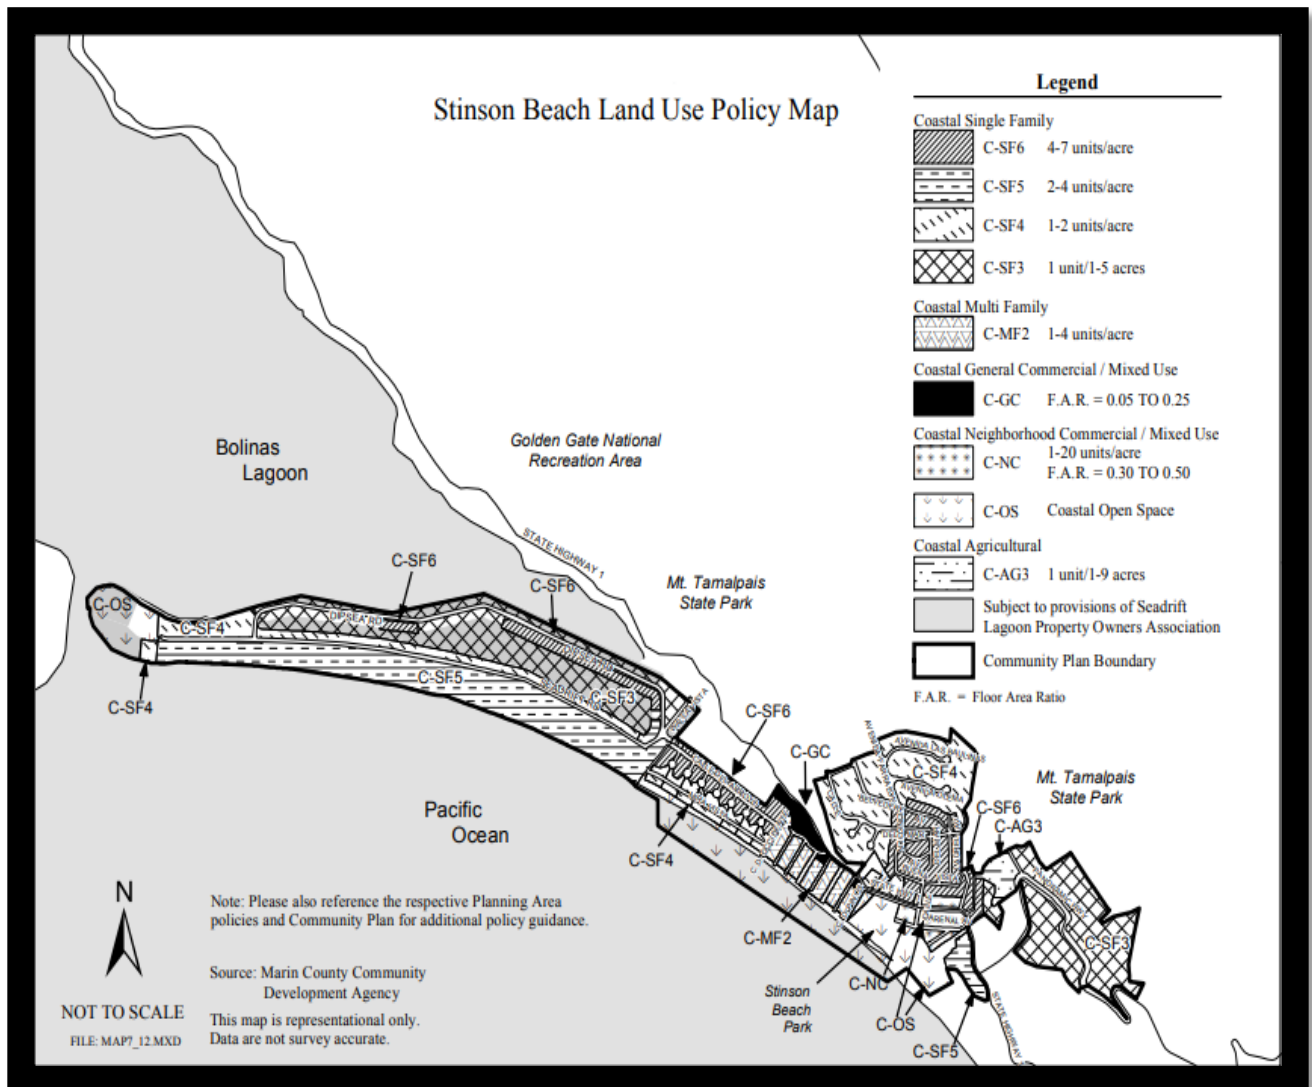 Stinson Beach Land Use Policy Map
Legend
Coastal Single Family
C-SF6 4-7 units/acre
C-SF5 2-4 units/acre
C-SF4 1-2 units/acre
C-SF3 1 unit/1-5 acres
Coastal Multi Family
C-MF2 1-4 units/acre
Coastal General Commercial / Mixed Use
C-GC F.A.R. = 0.05 TO 0.25
Coastal Neighborhood Commercial / Mixed Use
1-20 units/acre
C-NC
F.A.R. = 0.30 TO 0.50
C-OS Coastal Open Space
Coastal Agricultural
C-AG3 1 unit/1-9 acres
Subject to provisions of Seadrift
Lagoon Property Owners Association
Community Plan Boundary
F.A.R. = Floor Area Ratio
Bolinas
Lagoon
Golden Gate National
Recreation Area
STATE HIGHWAY 1
Mt. Tamalpais
State Park
C-SF6
C-SF6
C-OS
C-SF4
DIPSEA RD
C-SF5
SEADRIFT RD
C-SF3
C-SF4
C-SF6
C-GC
C-SF4
Mt. Tamalpais
State Park
C-SF6
C-AG3
Pacific
Ocean
C-SF4
C-MF2
ARENAL
C-SF3
Stinson
Beach
Park
C-NC
C-OS
C-SF5
STATE HIGHWAY 1
N
NOT TO SCALE
FILE: MAP7_12.MXD
Note: Please also reference the respective Planning Area
policies and Community Plan for additional policy guidance.
Source: Marin County Community
Development Agency
This map is representational only.
Data are not survey accurate.